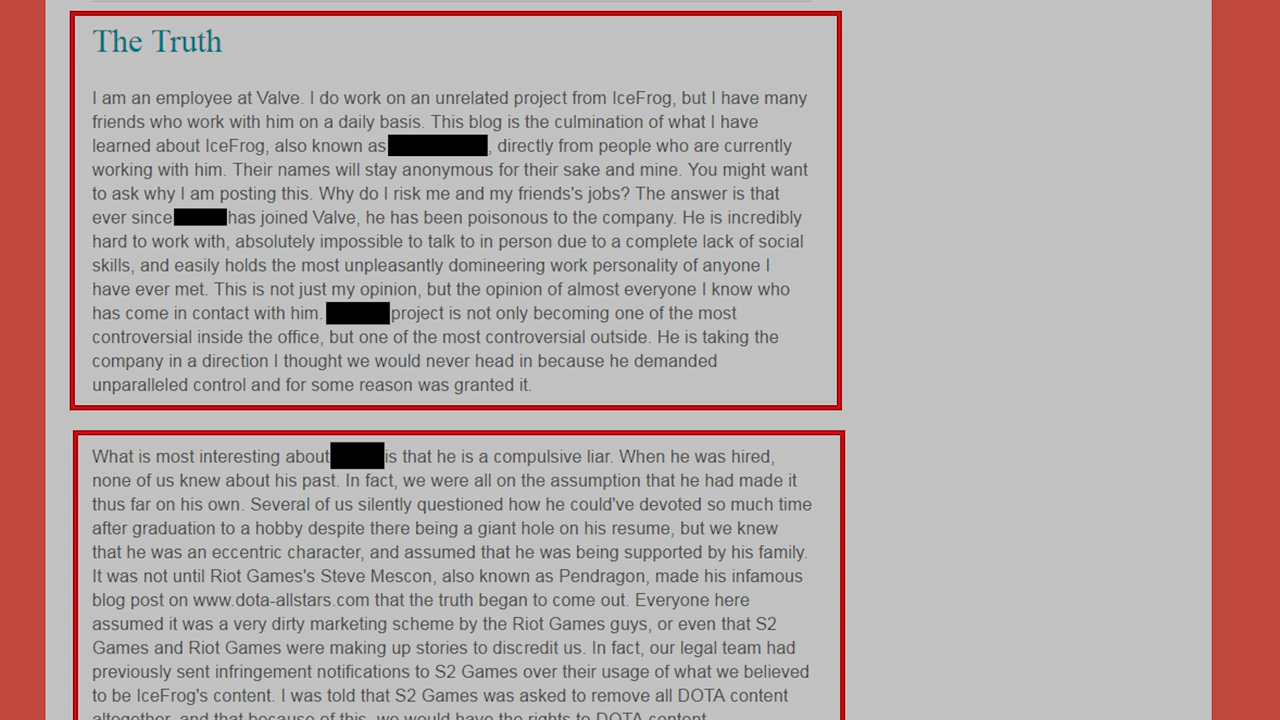 The Truth
I am an employee at Valve. I do work on an unrelated project from IceFrog, but I have many
friends who work with him on a daily basis. This blog is the culmination of what I have
learned about IceFrog, also known as , directly from people who are currently
working with him. Their names will stay anonymous for their sake and mine. You might want
to ask why I am posting this. Why do I risk me and my friends's jobs? The answer is that
ever since has joined Valve, he has been poisonous to the company. He is incredibly
hard to work with, absolutely impossible to talk to in person due to a complete lack of social
skills, and easily holds the most unpleasantly domineering work personality of anyone I
have ever met. This is not just my opinion, but the opinion of almost everyone I know who
has come in contact with him. project is not only becoming one of the most
controversial inside the office, but one of the most controversial outside. He is taking the
company in a direction I thought we would never head in because he demanded
unparalleled control and for some reason was granted it.
What is most interesting about is that he is a compulsive liar. When he was hired,
none of us knew about his past. In fact, we were all on the assumption that he had made it
thus far on his own. Several of us silently questioned how he could've devoted so much time
after graduation to a hobby despite there being a giant hole on his resume, but we knew
that he was an eccentric character, and assumed that he was being supported by his family.
It was not until Riot Games's Steve Mescon, also known as Pendragon, made his infamous
blog post on www.dota-allstars.com that the truth began to come out. Everyone here
assumed it was a very dirty marketing scheme by the Riot Games guys, or even that S2
Games and Riot Games were making up stories to discredit us. In fact, our legal team had
previously sent infringement notifications to S2 Games over their usage of what we believed
to be IceFrog's content. I was told that S2 Games was asked to remove all DOTA content
altogether, and that because of this, we would have the rights to DOTA content.